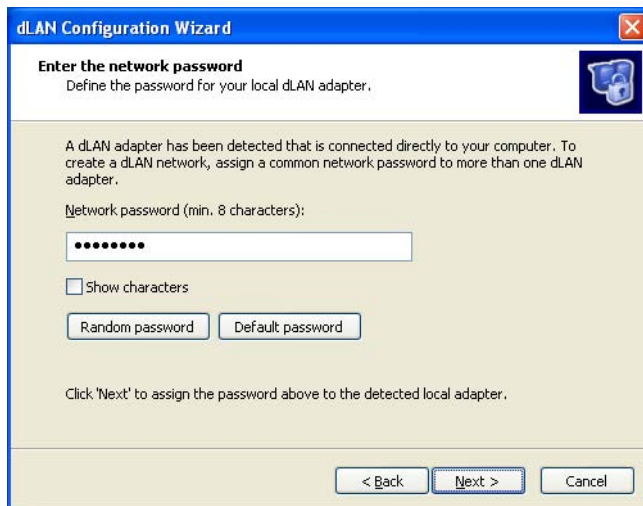 dLAN Configuration Wizard
Enter the network password
Define the password for your local dLAN adapter.
A dLAN adapter has been detected that is connected directly to your computer. To
create a dLAN network, assign a common network password to more than one dLAN
adapter.
Network password (min. 8 characters):
••••••••
Show characters
Random password Default password
Click 'Next' to assign the password above to the detected local adapter.
< Back Next > Cancel